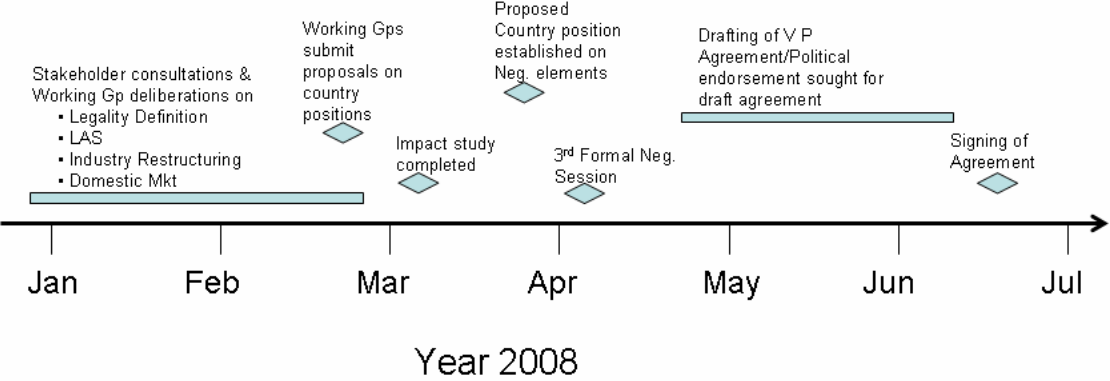 Stakeholder consultations &
Working Gp deliberations on
▪ Legality Definition
▪ LAS
▪ Industry Restructuring
▪ Domestic Mkt
Working Gps
submit
proposals on
country
positions
Impact study
completed
Proposed
Country position
established on
Neg. elements
3rd Formal Neg.
Session
Drafting of V P
Agreement/Political
endorsement sought for
draft agreement
Signing of
Agreement
Jan Feb Mar Apr May Jun Jul
Year 2008